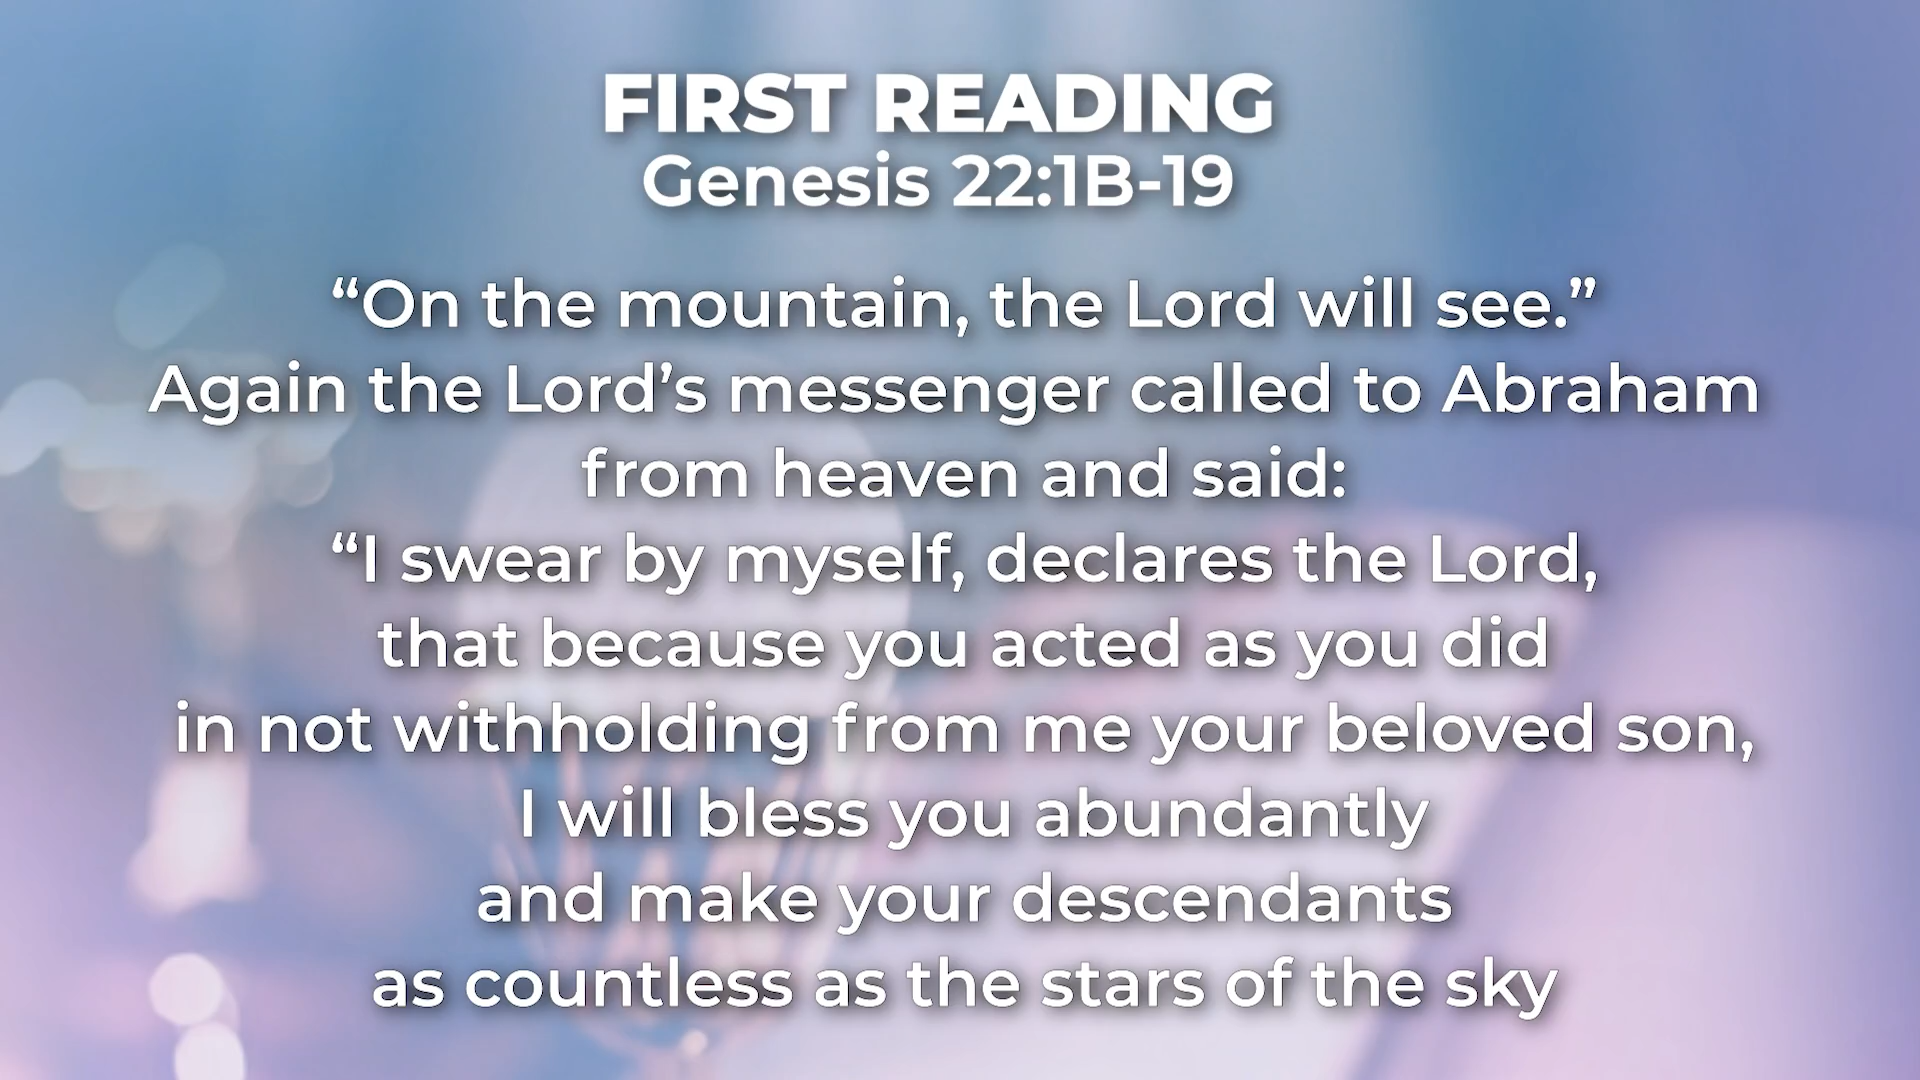 FIRST READING
Genesis 22:1B-19
“On the mountain, the Lord will see.”
Again the Lord’s messenger called to Abraham
from heaven and said:
“I swear by myself, declares the Lord,
that because you acted as you did
in not withholding from me your beloved son,
I will bless you abundantly
and make your descendants
as countless as the stars of the sky